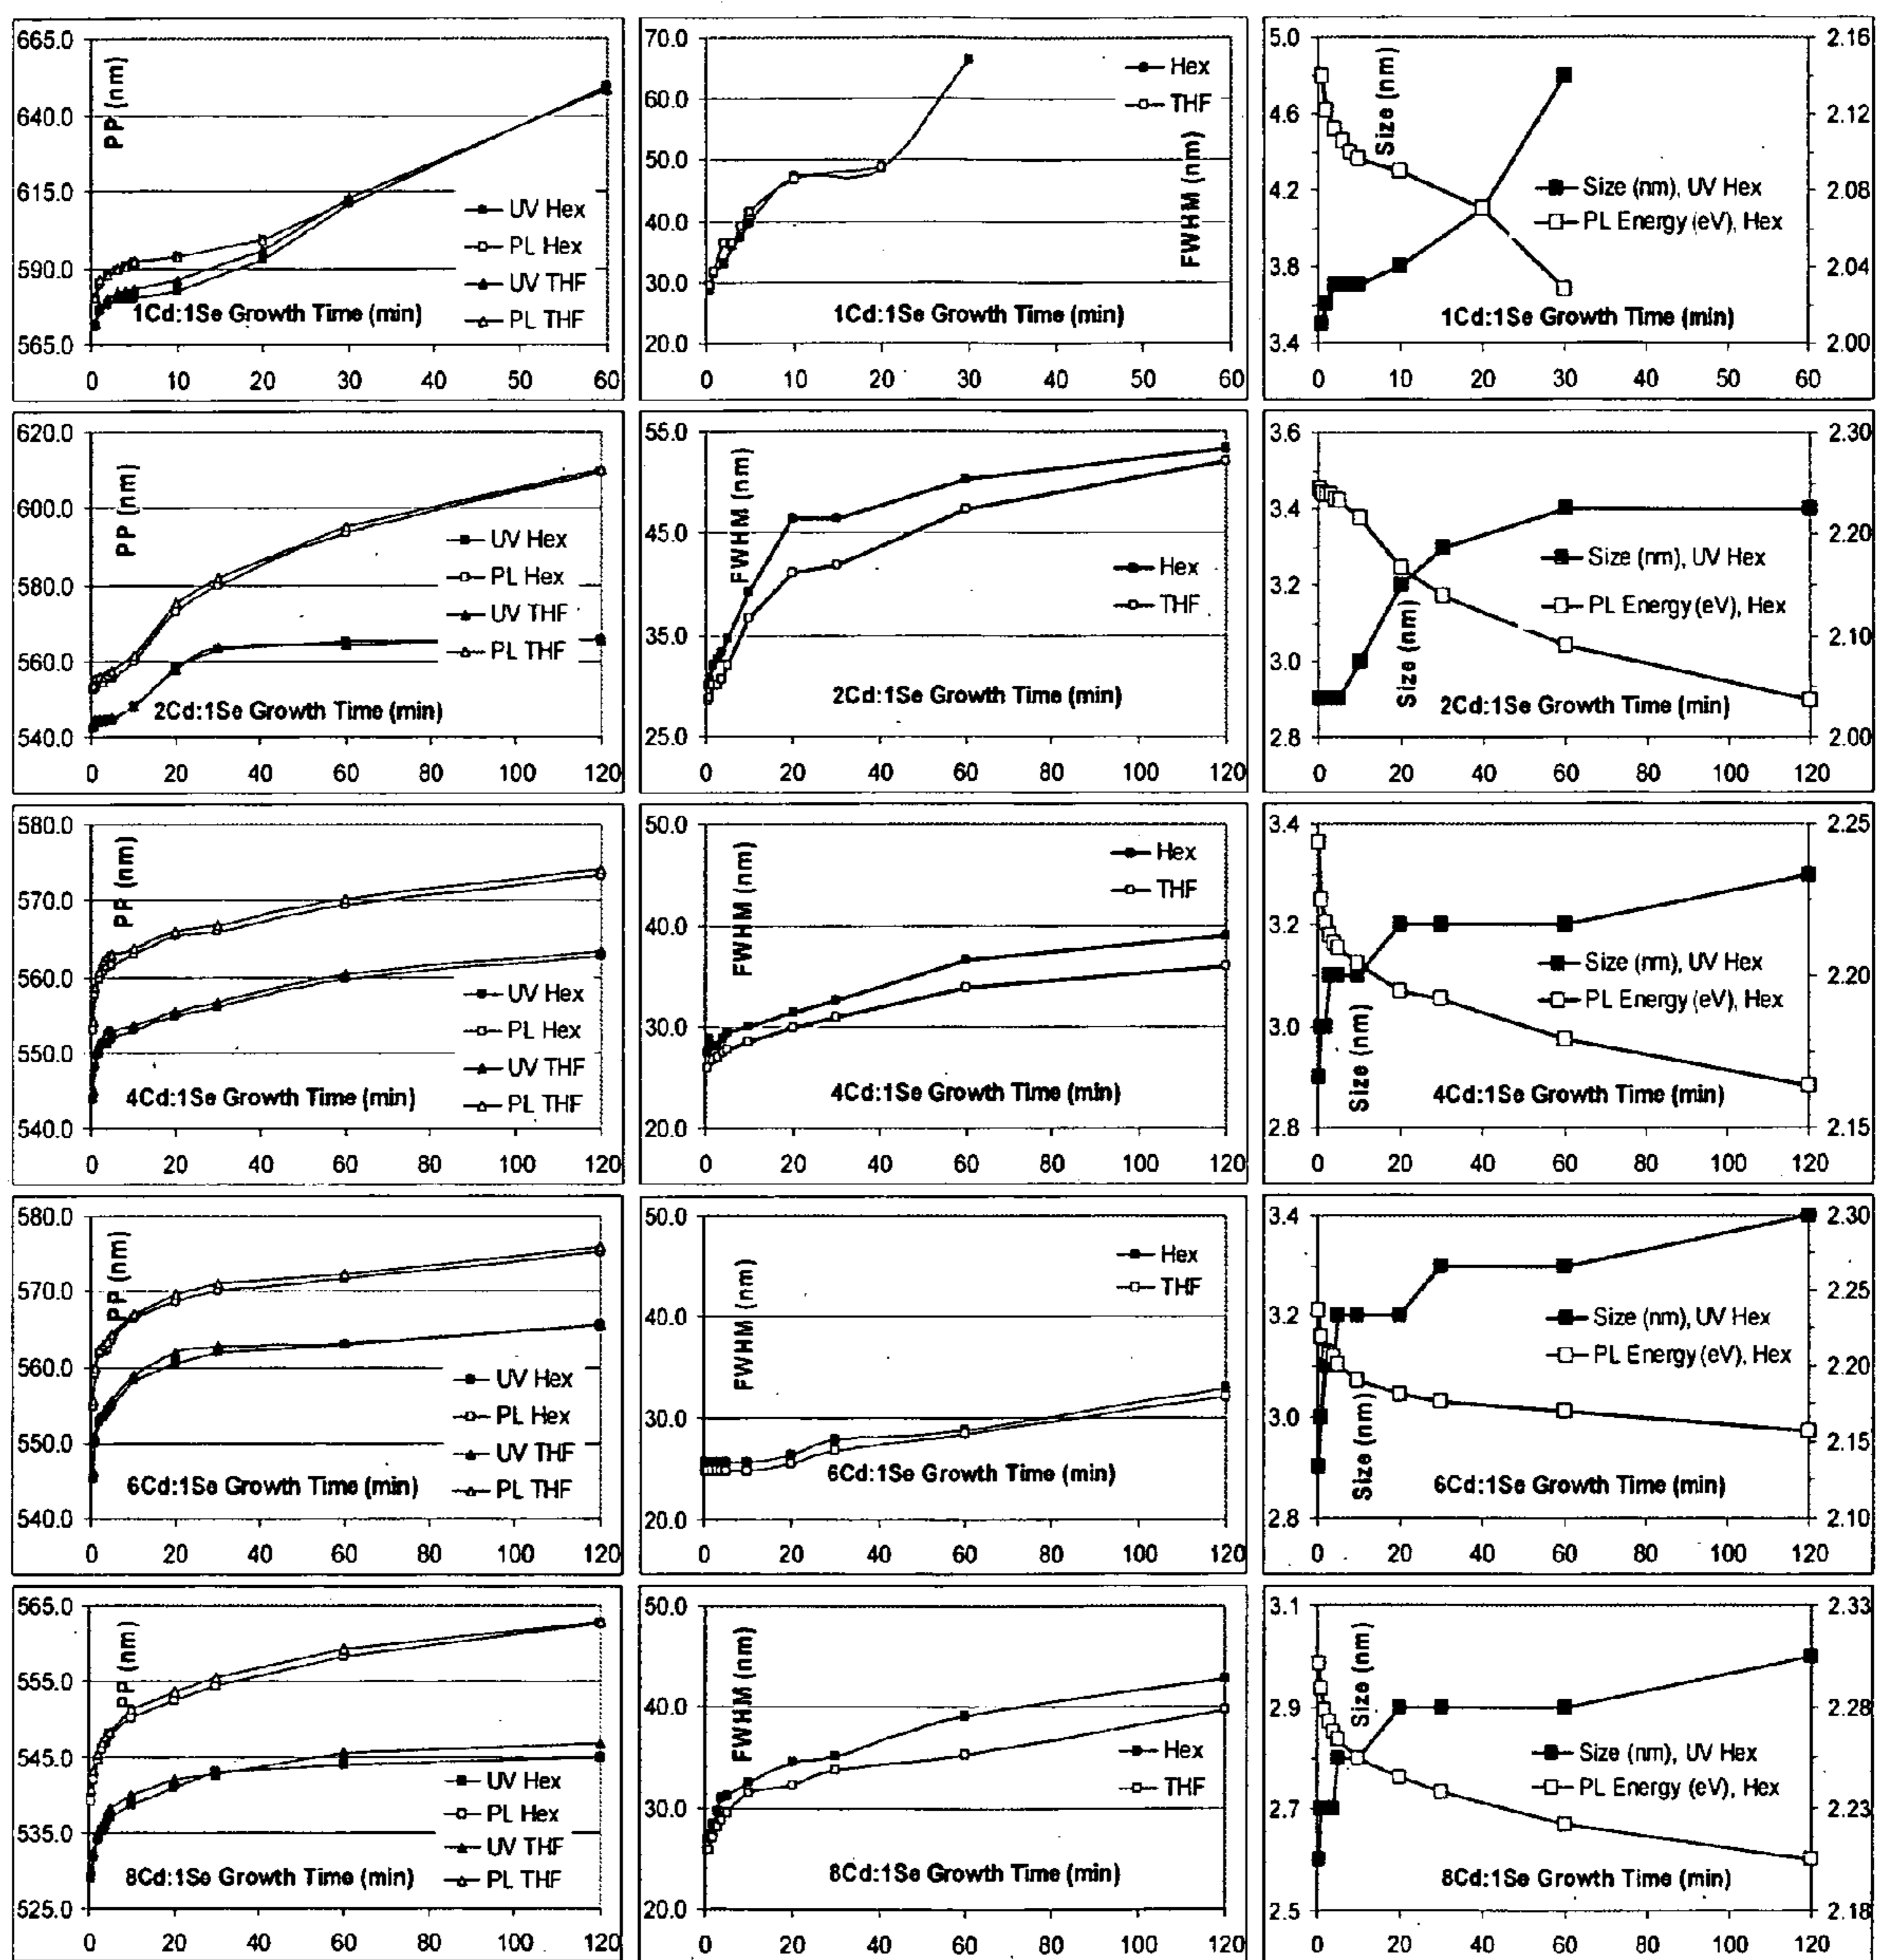 665.0
640.0
615.0
590.0
565.0
PP (nm)
UV Hex
PL Hex
UV THF
PL THF
1Cd:1Se Growth Time (min)
0 10 20 30 40 50 60
70.0
60.0
50.0
40.0
30.0
20.0
Hex
THF
FWHM (nm)
1Cd:1Se Growth Time (min)
0 10 20 30 40 50 60
5.0
4.6
4.2
3.8
3.4
Size (nm)
2.16
2.12
2.08
2.04
2.00
Size (nm), UV Hex
PL Energy (eV), Hex
1Cd:1Se Growth Time (min)
0 10 20 30 40 50 60
620.0
600.0
580.0
560.0
540.0
PP (nm)
UV Hex
PL Hex
UV THF
PL THF
2Cd:1Se Growth Time (min)
0 20 40 60 80 100 120
55.0
45.0
35.0
25.0
FWHM (nm)
Hex
THF
2Cd:1Se Growth Time (min)
0 20 40 60 80 100 120
3.6
3.4
3.2
3.0
2.8
2.30
2.20
2.10
2.00
Size (nm), UV Hex
PL Energy (eV), Hex
Size (nm)
2Cd:1Se Growth Time (min)
0 20 40 60 80 100 120
580.0
570.0
560.0
550.0
540.0
PP (nm)
UV Hex
PL Hex
UV THF
PL THF
4Cd:1Se Growth Time (min)
0 20 40 60 80 100 120
50.0
40.0
30.0
20.0
FWHM (nm)
Hex
THF
4Cd:1Se Growth Time (min)
0 20 40 60 80 100 120
3.4
3.2
3.0
2.8
2.25
2.20
2.15
Size (nm), UV Hex
PL Energy (eV), Hex
Size (nm)
4Cd:1Se Growth Time (min)
0 20 40 60 80 100 120
580.0
570.0
560.0
550.0
540.0
PP (nm)
UV Hex
PL Hex
UV THF
PL THF
6Cd:1Se Growth Time (min)
0 20 40 60 80 100 120
50.0
40.0
30.0
20.0
FWHM (nm)
Hex
THF
6Cd:1Se Growth Time (min)
0 20 40 60 80 100 120
3.4
3.2
3.0
2.8
2.30
2.25
2.20
2.15
2.10
Size (nm), UV Hex
PL Energy (eV), Hex
Size (nm)
6Cd:1Se Growth Time (min)
0 20 40 60 80 100 120
565.0
555.0
545.0
535.0
525.0
PP (nm)
UV Hex
PL Hex
UV THF
PL THF
8Cd:1Se Growth Time (min)
0 20 40 60 80 100 120
50.0
40.0
30.0
20.0
FWHM (nm)
Hex
THF
8Cd:1Se Growth Time (min)
0 20 40 60 80 100 120
3.1
2.9
2.7
2.5
Size (nm)
2.33
2.28
2.23
2.18
Size (nm), UV Hex
PL Energy (eV), Hex
8Cd:1Se Growth Time (min)
0 20 40 60 80 100 120